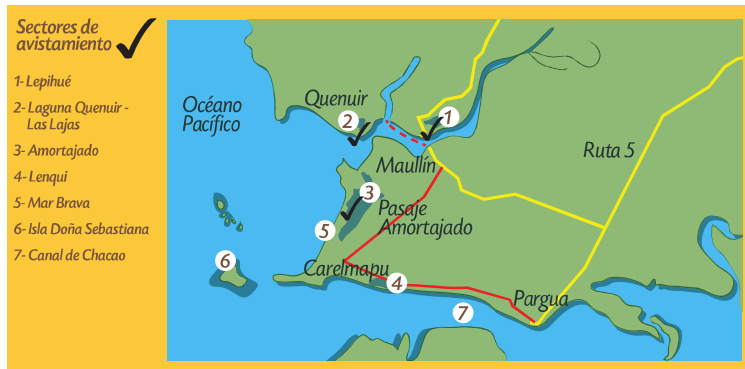 Sectores de
avistamiento
1- Lepihué
2- Laguna Quenuir -
Las Lajas
3- Amortajado
4- Lenqui
5- Mar Brava
6- Isla Doña Sebastiana
7- Canal de Chacao
Océano
Pacífico
Quenuir
2
1
Maullín
Ruta 5
3
Pasaje
Amortajado
5
6
Carelmapu
4
7
Pargua